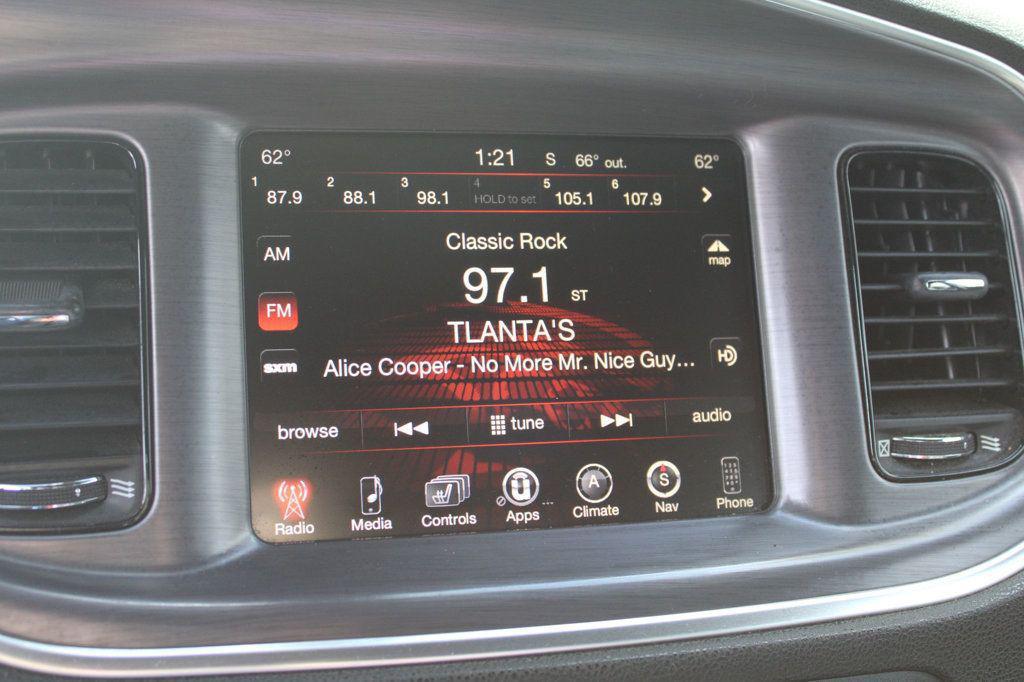 62° 1:21 S 66° out. 62°
1 87.9 2 88.1 3 98.1 4 HOLD to set 5 105.1 6 107.9
Classic Rock
AM
map
97.1 ST
FM
TLANTA'S
HD
sxm
Alice Cooper - No More Mr. Nice Guy...
browse tune audio
A S
Radio Media Controls Apps Climate Nav Phone